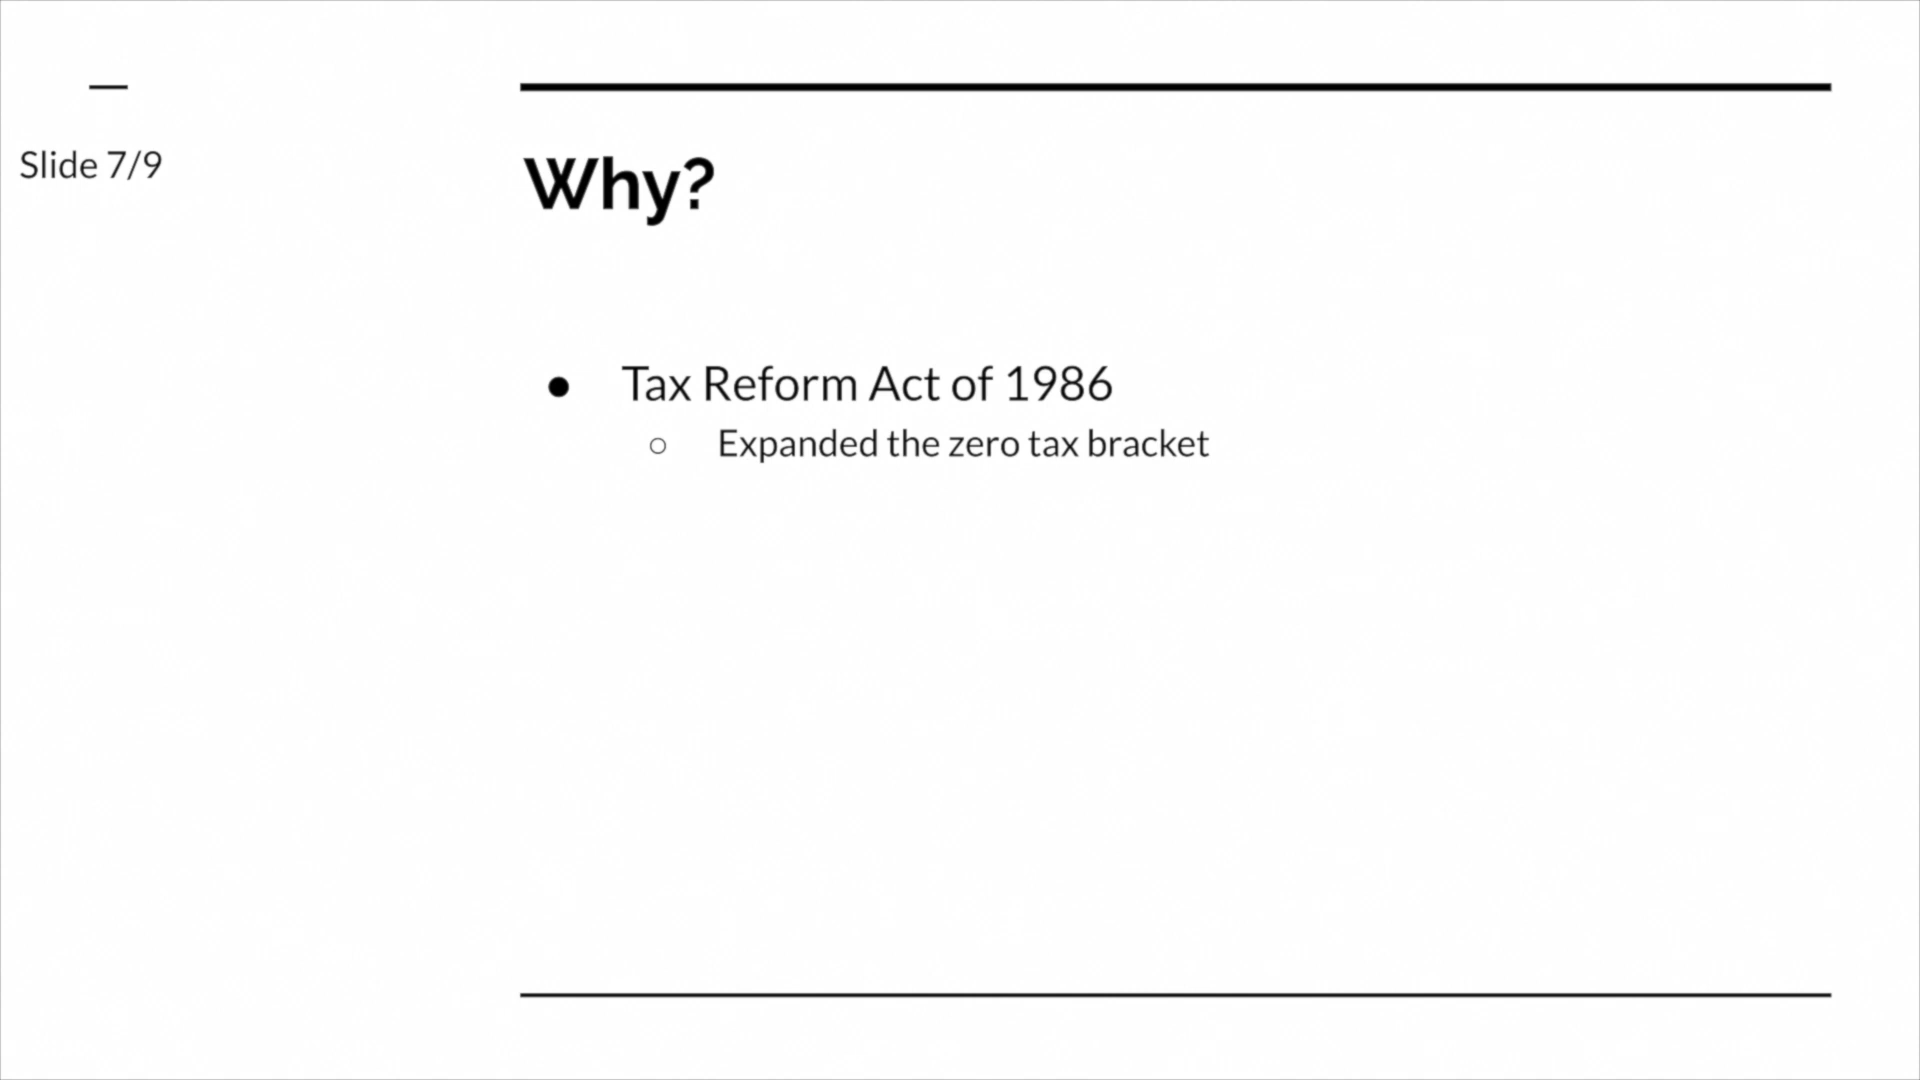 Slide 7/9
Why?
● Tax Reform Act of 1986
○ Expanded the zero tax bracket